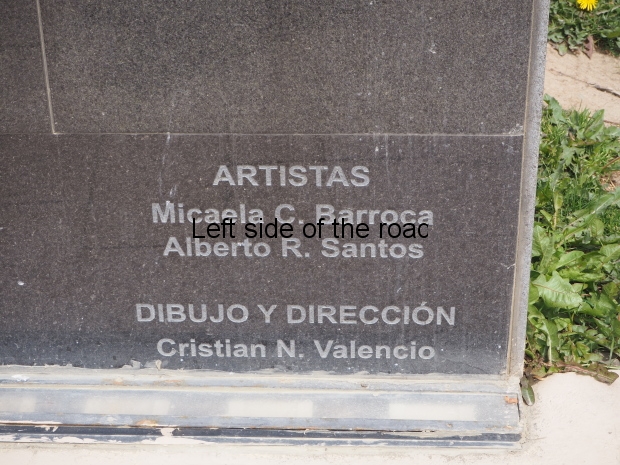 ARTISTAS
Micaela C. Barroca
Left side of the roac
Alberto R. Santos
DIBUJO Y DIRECCIÓN
Cristian N. Valencio